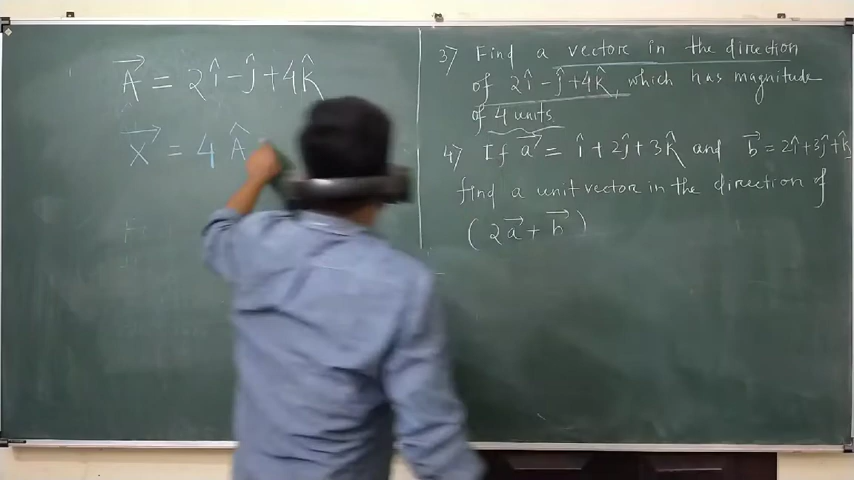 A⃗ = 2î - ĵ + 4k̂
X⃗ = 4 Â
3) Find a vectore in the direction
of 2î - ĵ + 4k̂, which has magnitude
of 4 units.
4) If a⃗ = î + 2ĵ + 3k̂ and b⃗ = 2î + 3ĵ + k̂
find a unit vector in the direction of
(2a⃗ + b⃗)